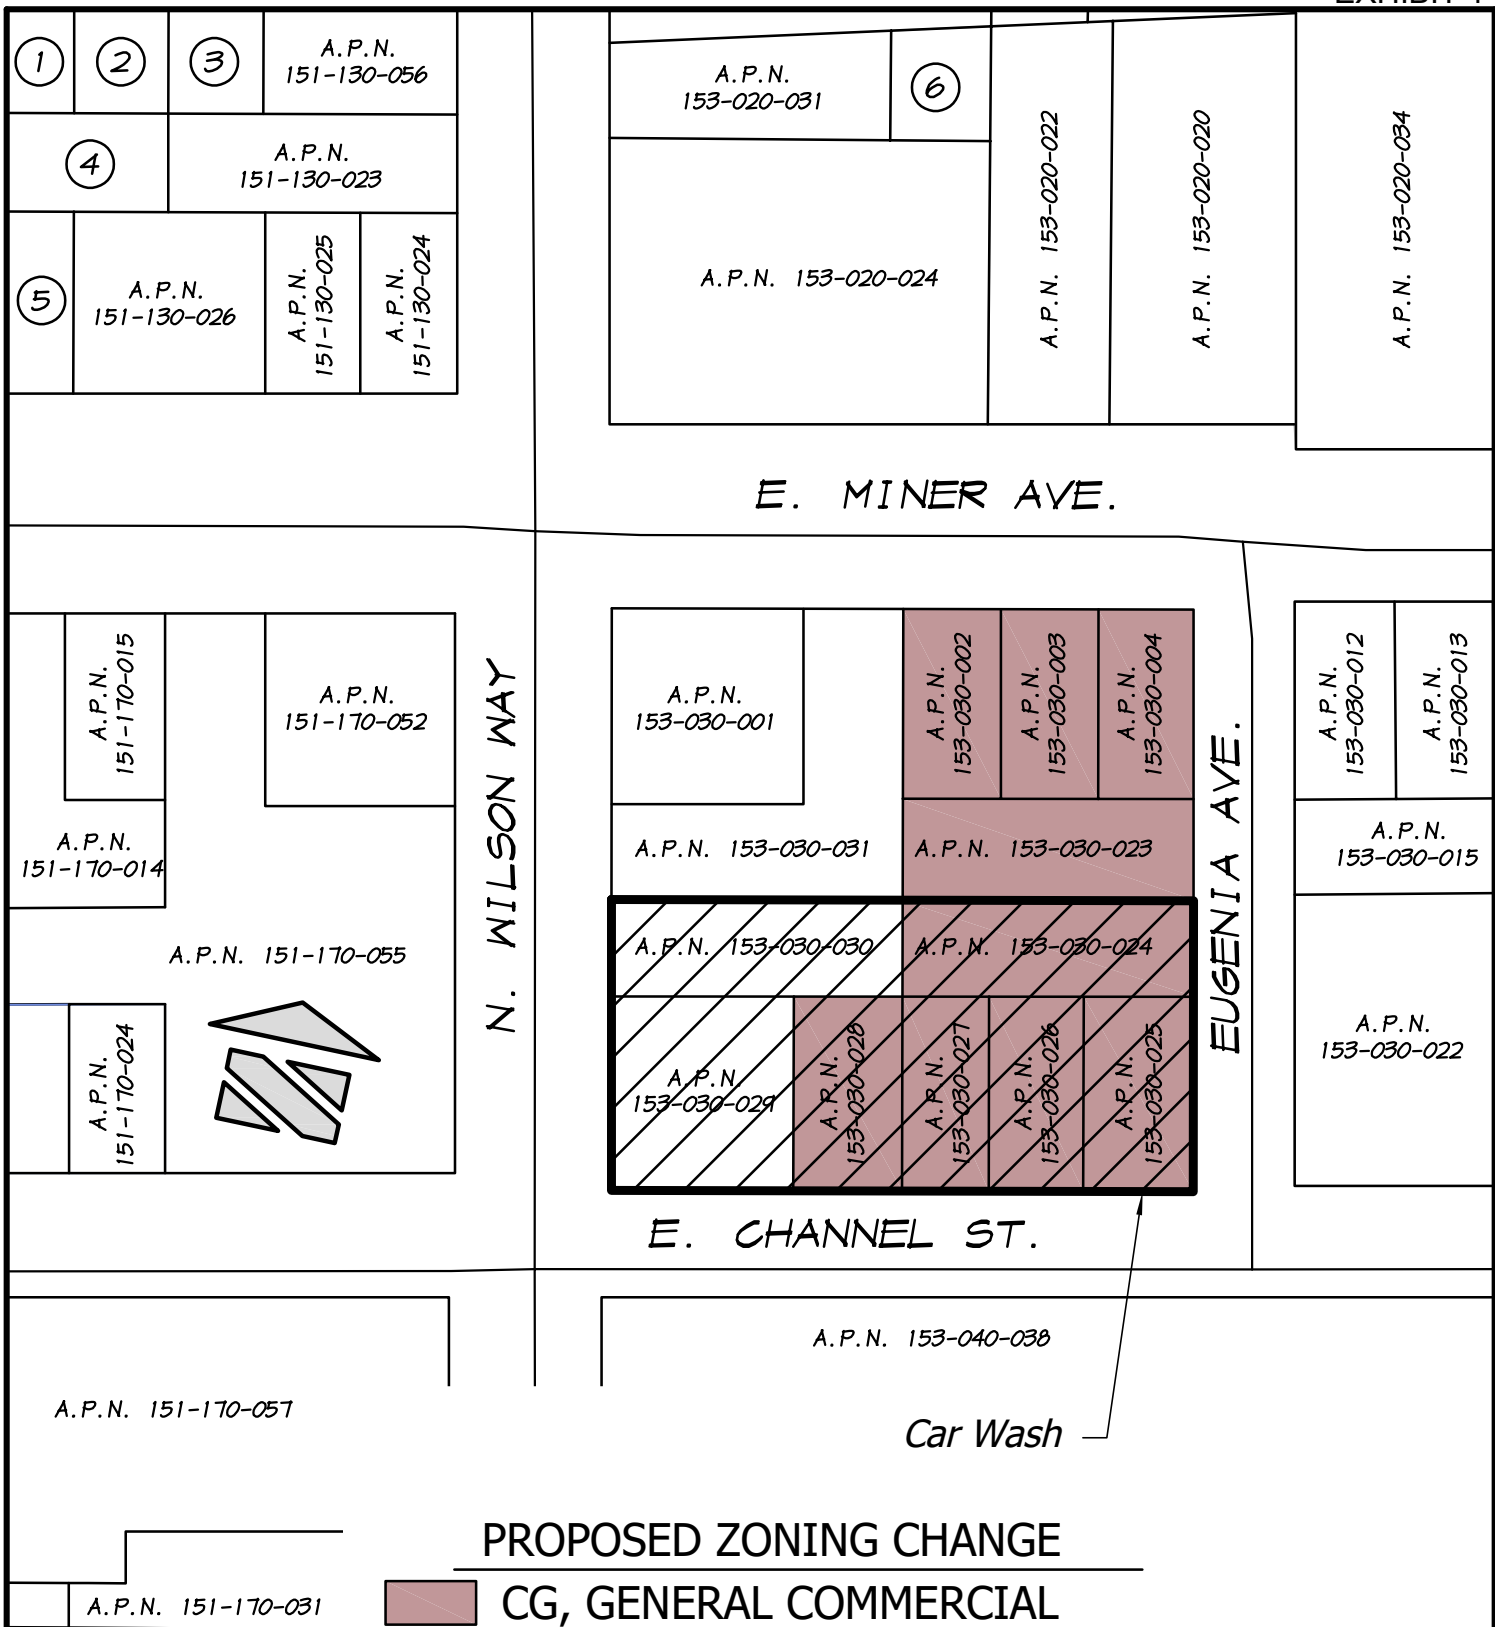 1
2
3
A.P.N.
151-130-056
4
A.P.N.
151-130-023
5
A.P.N.
151-130-026
A.P.N.
151-130-025
A.P.N.
151-130-024
A.P.N.
153-020-031
6
A.P.N. 153-020-024
A.P.N. 153-020-022
A.P.N. 153-020-020
A.P.N. 153-020-034
E. MINER AVE.
A.P.N.
151-170-015
A.P.N.
151-170-052
A.P.N.
151-170-014
A.P.N. 151-170-055
A.P.N.
151-170-024
N. WILSON WAY
A.P.N.
153-030-001
A.P.N.
153-030-002
A.P.N.
153-030-003
A.P.N.
153-030-004
A.P.N. 153-030-031
A.P.N. 153-030-023
A.P.N. 153-030-030
A.P.N. 153-030-024
A.P.N.
153-030-029
A.P.N.
153-030-028
A.P.N.
153-030-027
A.P.N.
153-030-026
A.P.N.
153-030-025
EUGENIA AVE.
A.P.N.
153-030-012
A.P.N.
153-030-013
A.P.N.
153-030-015
A.P.N.
153-030-022
E. CHANNEL ST.
A.P.N. 153-040-038
A.P.N. 151-170-057
Car Wash
A.P.N. 151-170-031
PROPOSED ZONING CHANGE
CG, GENERAL COMMERCIAL